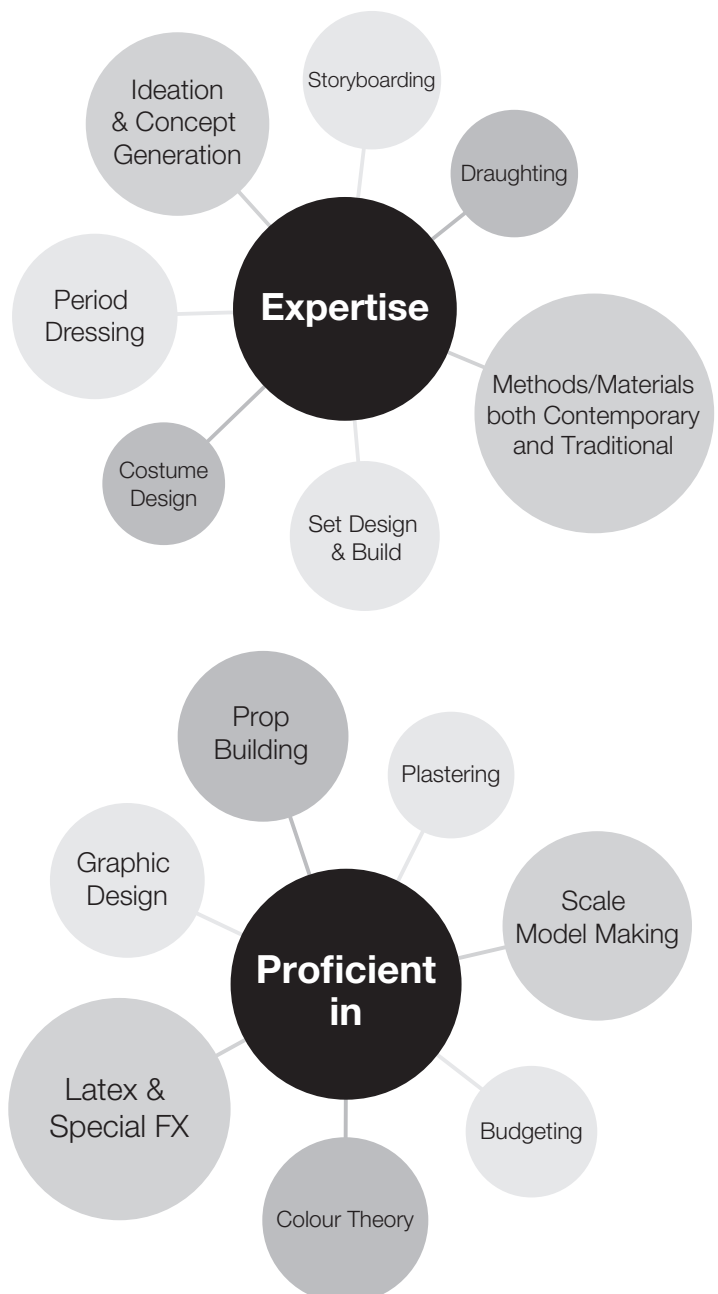 Ideation
& Concept
Generation
Storyboarding
Draughting
Period
Dressing
Expertise
Methods/Materials
both Contemporary
and Traditional
Costume
Design
Set Design
& Build
Prop
Building
Plastering
Graphic
Design
Scale
Model Making
Proficient
in
Latex &
Special FX
Budgeting
Colour Theory